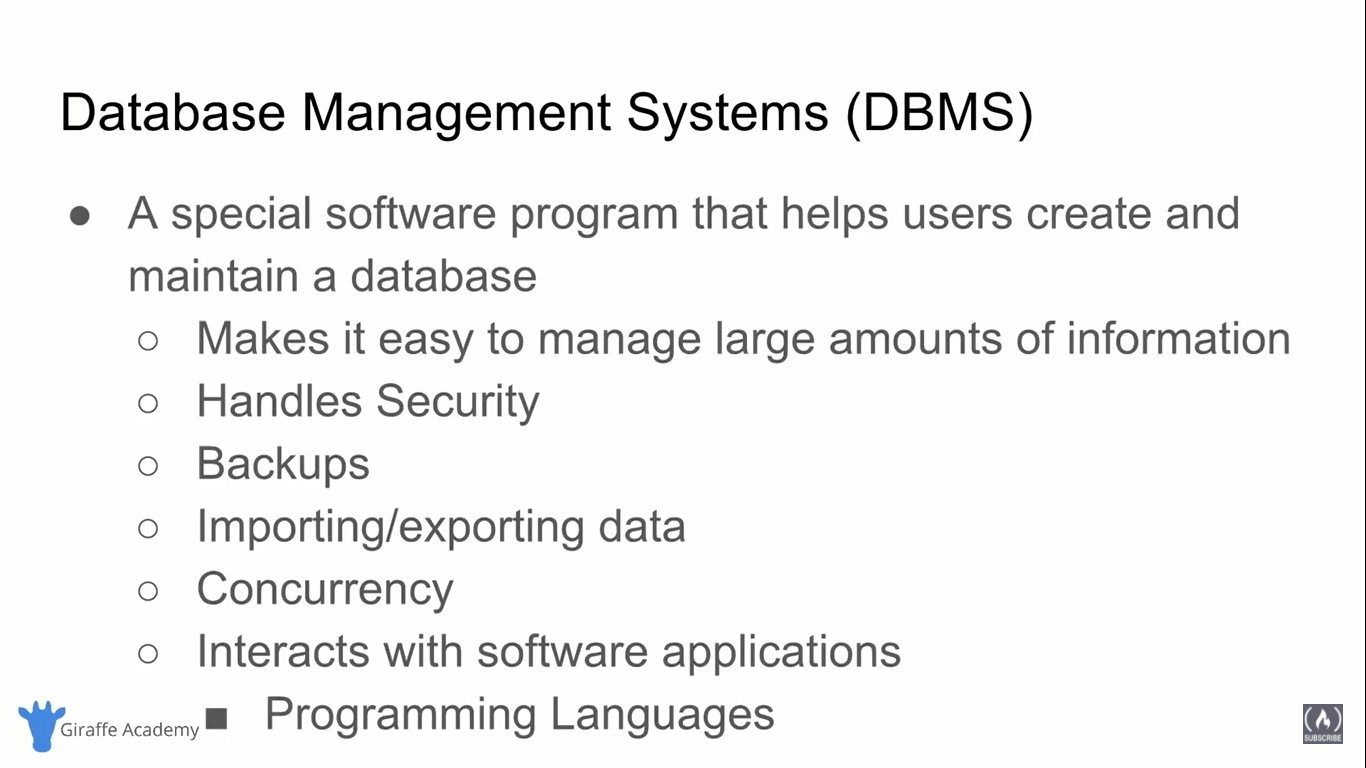 Database Management Systems (DBMS)
● A special software program that helps users create and
maintain a database
○ Makes it easy to manage large amounts of information
○ Handles Security
○ Backups
○ Importing/exporting data
○ Concurrency
○ Interacts with software applications
■ Programming Languages
Giraffe Academy
SUBSCRIBE